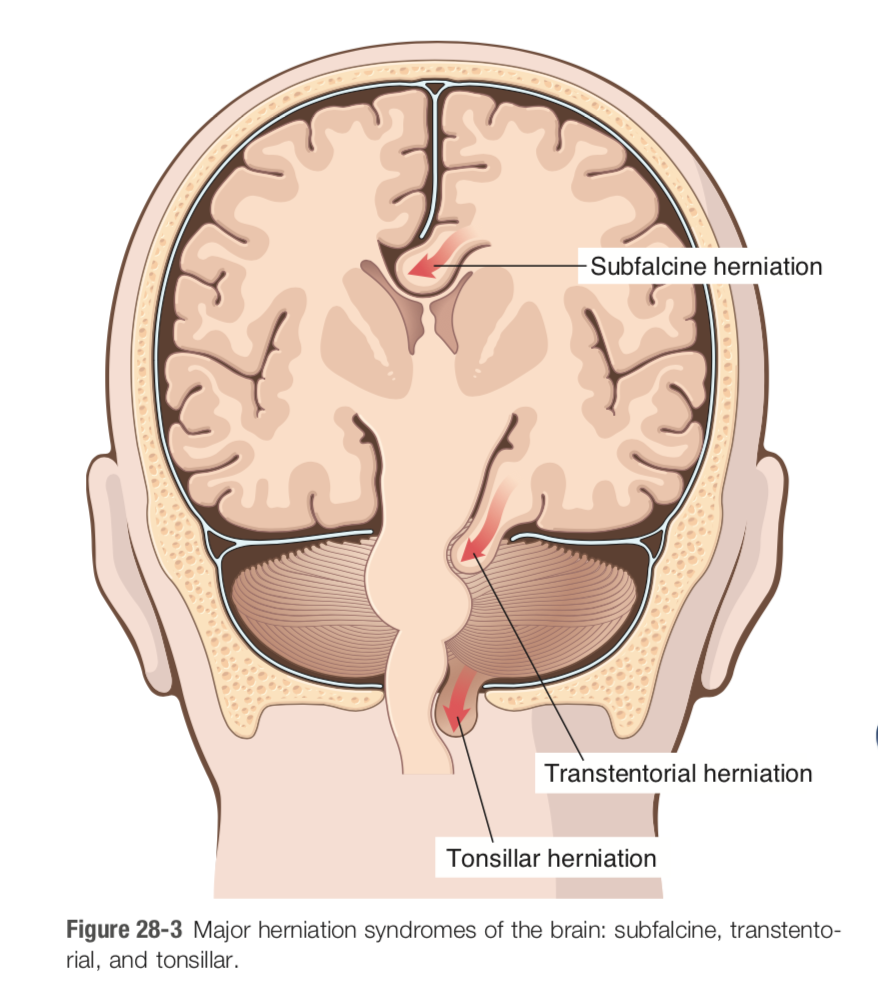 Subfalcine herniation
Transtentorial herniation
Tonsillar herniation
Figure 28-3 Major herniation syndromes of the brain: subfalcine, transtento-
rial, and tonsillar.